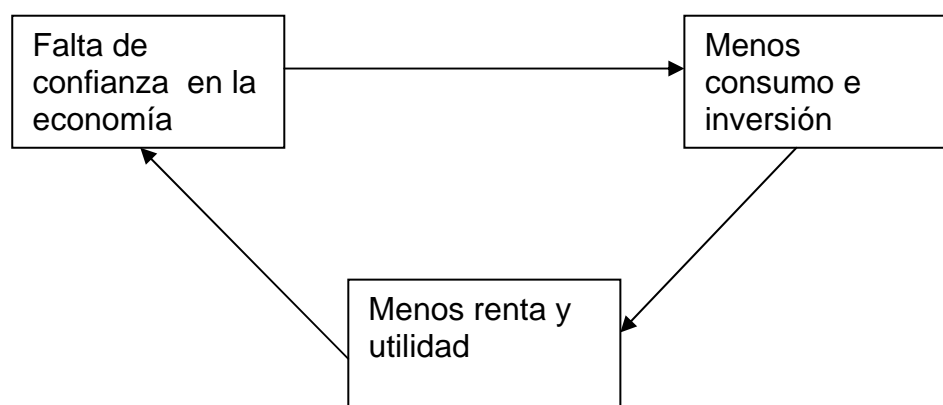 Falta de
confianza  en la
economía
Menos
consumo e
inversión
Menos renta y
utilidad